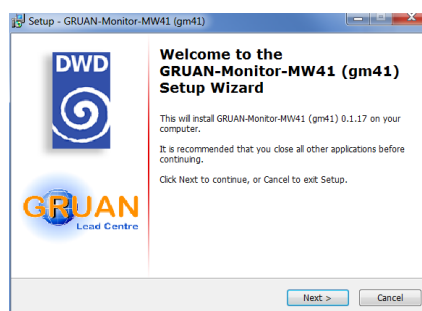 Setup - GRUAN-Monitor-MW41 (gm41)
DWD
GRUAN
Lead Centre
Welcome to the
GRUAN-Monitor-MW41 (gm41)
Setup Wizard
This will install GRUAN-Monitor-MW41 (gm41) 0.1.17 on your
computer.
It is recommended that you close all other applications before
continuing.
Click Next to continue, or Cancel to exit Setup.
Next >
Cancel